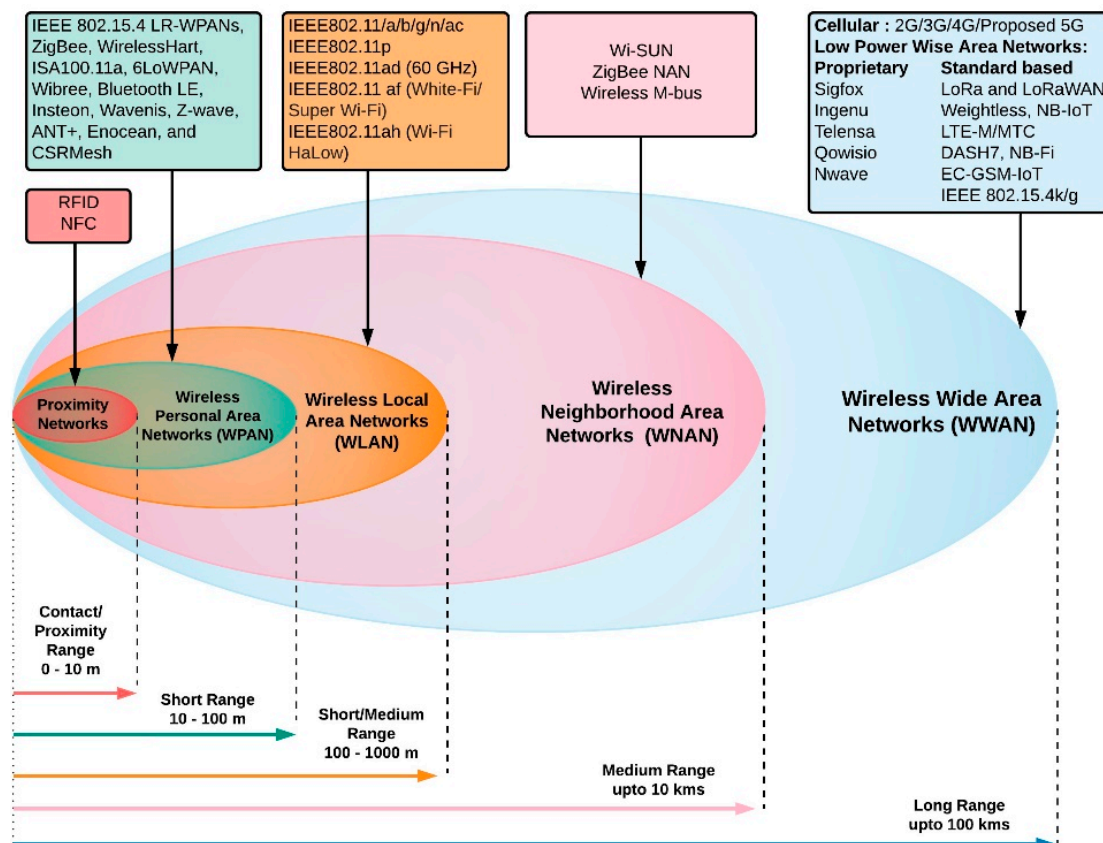 IEEE 802.15.4 LR-WPANs,
ZigBee, WirelessHart,
ISA100.11a, 6LoWPAN,
Wibree, Bluetooth LE,
Insteon, Wavenis, Z-wave,
ANT+, Enocean, and
CSRMesh
IEEE802.11/a/b/g/n/ac
IEEE802.11p
IEEE802.11ad (60 GHz)
IEEE802.11 af (White-Fi/
Super Wi-Fi)
IEEE802.11ah (Wi-Fi
HaLow)
Wi-SUN
ZigBee NAN
Wireless M-bus
Cellular : 2G/3G/4G/Proposed 5G
Low Power Wise Area Networks:
Proprietary Standard based
Sigfox LoRa and LoRaWAN
Ingenu Weightless, NB-IoT
Telensa LTE-M/MTC
Qowisio DASH7, NB-Fi
Nwave EC-GSM-IoT
IEEE 802.15.4k/g
RFID
NFC
Proximity
Networks
Wireless
Personal Area
Networks (WPAN)
Wireless Local
Area Networks
(WLAN)
Wireless
Neighborhood Area
Networks (WNAN)
Wireless Wide Area
Networks (WWAN)
Contact/
Proximity
Range
0 - 10 m
Short Range
10 - 100 m
Short/Medium
Range
100 - 1000 m
Medium Range
upto 10 kms
Long Range
upto 100 kms